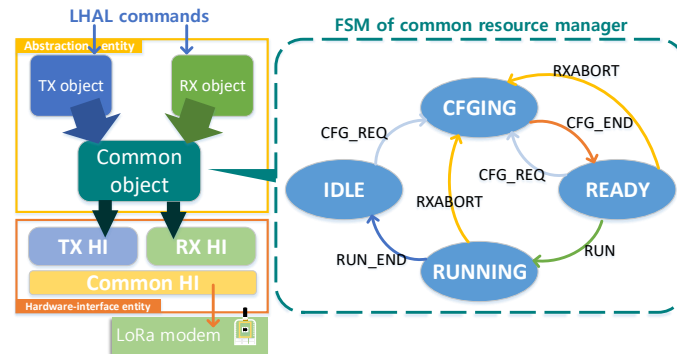 LHAL commands
Abstraction entity
TX object
RX object
Common
object
TX HI
RX HI
Common HI
Hardware-interface entity
LoRa modem
FSM of common resource manager
RXABORT
CFGING
CFG_REQ
CFG_END
CFG_REQ
IDLE
READY
RXABORT
RUN_END
RUN
RUNNING